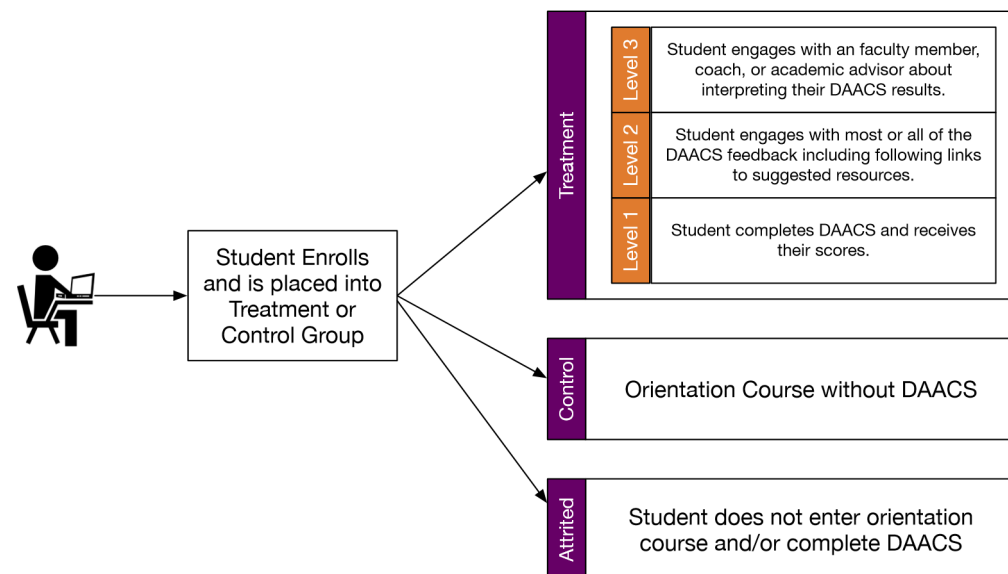 Student Enrolls
and is placed into
Treatment or
Control Group
Treatment
Level 3
Student engages with an faculty member,
coach, or academic advisor about
interpreting their DAACS results.
Level 2
Student engages with most or all of the
DAACS feedback including following links
to suggested resources.
Level 1
Student completes DAACS and receives
their scores.
Control
Orientation Course without DAACS
Attrited
Student does not enter orientation
course and/or complete DAACS